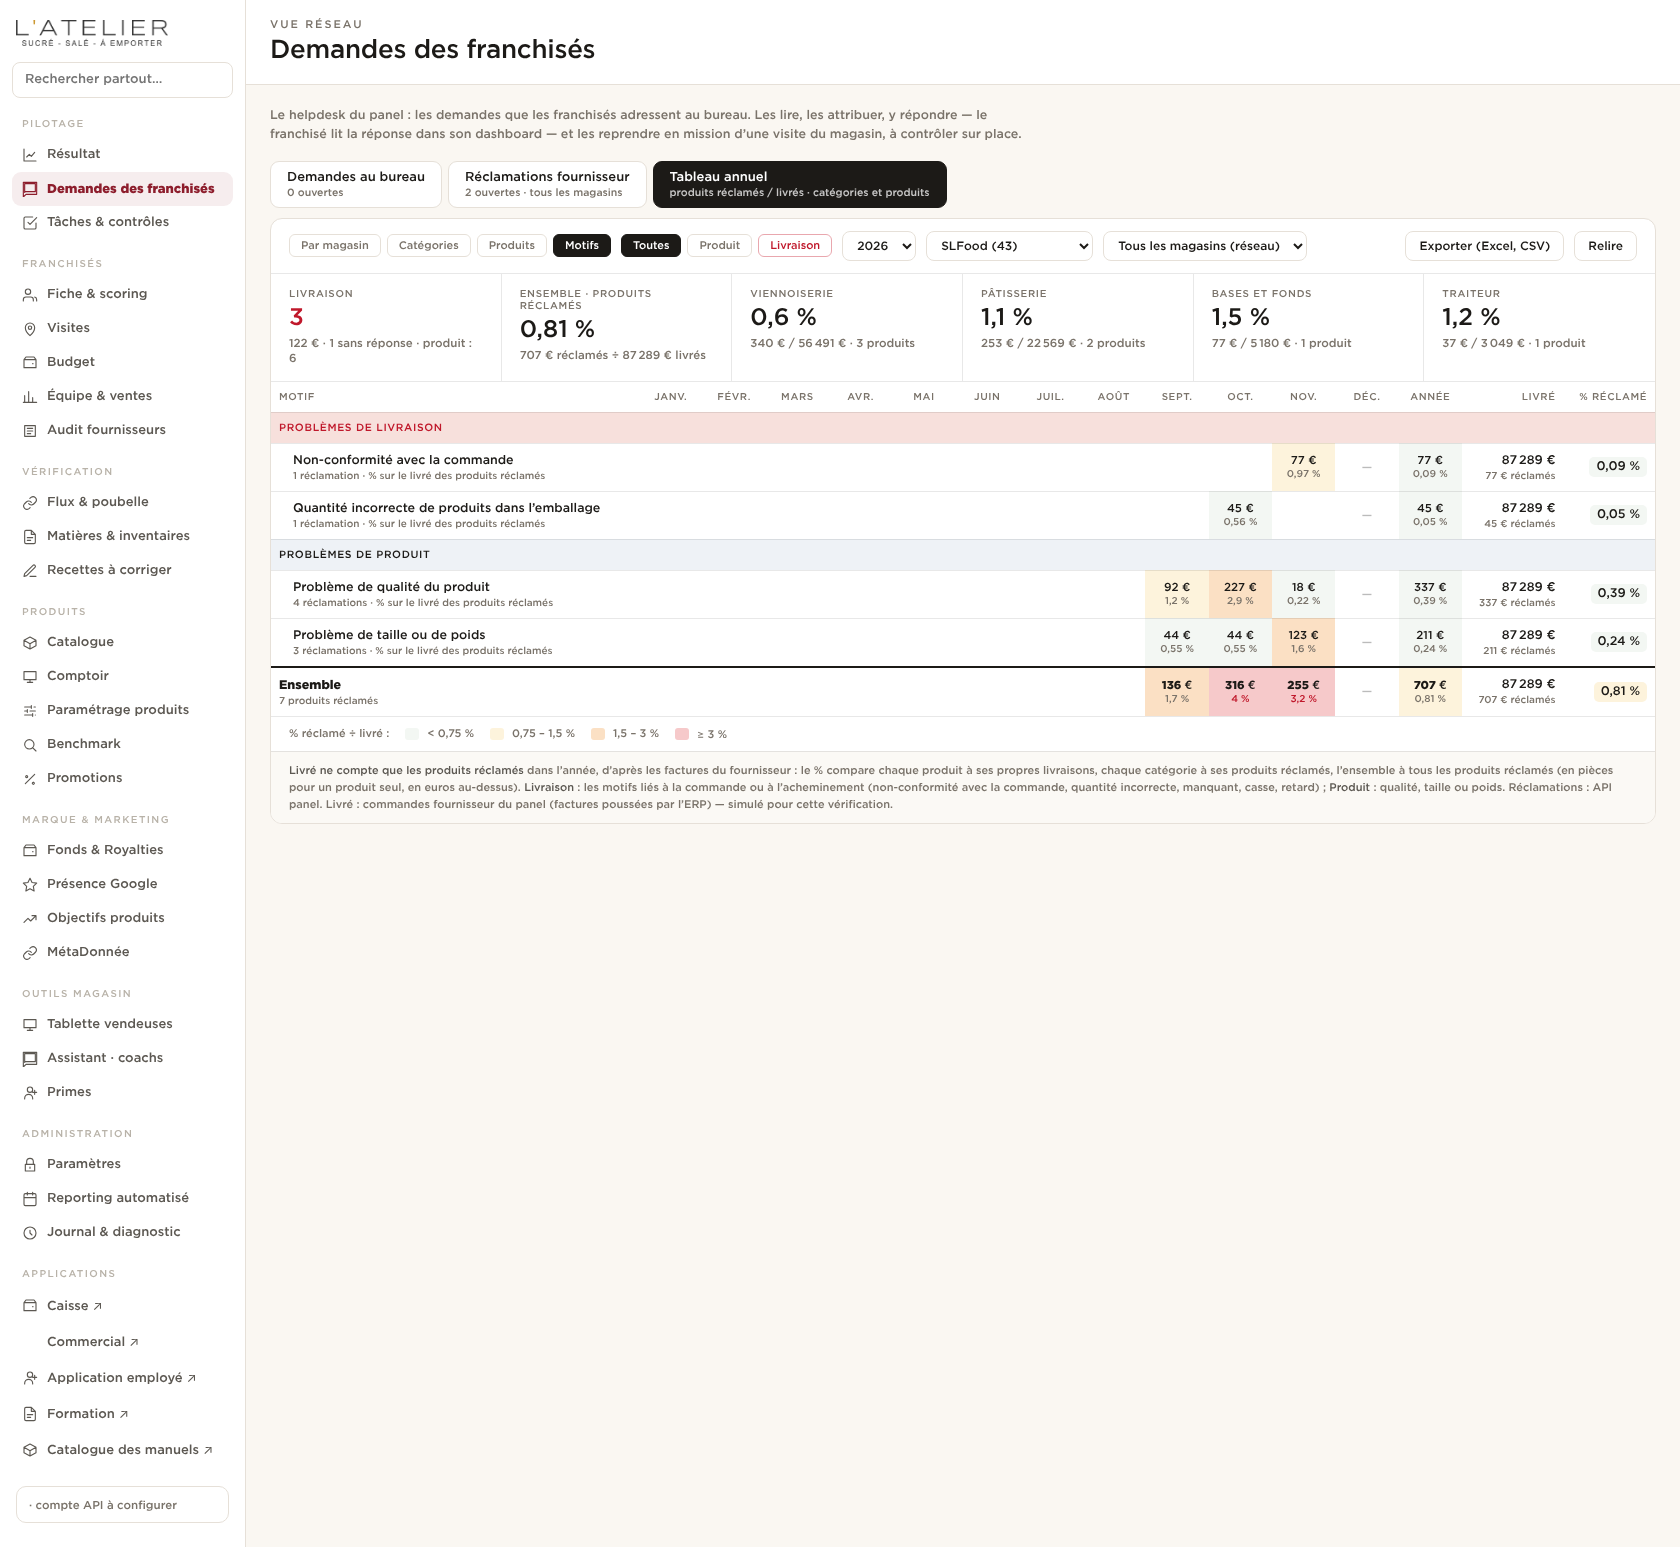 L'ATELIER
SUCRÉ - SALÉ - À EMPORTER
Rechercher partout...
PILOTAGE
Résultat
Demandes des franchisés
Tâches & contrôles
FRANCHISÉS
Fiche & scoring
Visites
Budget
Équipe & ventes
Audit fournisseurs
VÉRIFICATION
Flux & poubelle
Matières & inventaires
Recettes à corriger
PRODUITS
Catalogue
Comptoir
Paramétrage produits
Benchmark
Promotions
MARQUE & MARKETING
Fonds & Royalties
Présence Google
Objectifs produits
MétaDonnée
OUTILS MAGASIN
Tablette vendeuses
Assistant · coachs
Primes
ADMINISTRATION
Paramètres
Reporting automatisé
Journal & diagnostic
APPLICATIONS
Caisse ↗
Commercial ↗
Application employé ↗
Formation ↗
Catalogue des manuels ↗
· compte API à configurer
VUE RÉSEAU
Demandes des franchisés
Le helpdesk du panel : les demandes que les franchisés adressent au bureau. Les lire, les attribuer, y répondre — le
franchisé lit la réponse dans son dashboard — et les reprendre en mission d'une visite du magasin, à contrôler sur place.
Demandes au bureau
0 ouvertes
Réclamations fournisseur
2 ouvertes · tous les magasins
Tableau annuel
produits réclamés / livrés · catégories et produits
Par magasin Catégories Produits Motifs Toutes Produit Livraison 2026 SLFood (43) Tous les magasins (réseau) Exporter (Excel, CSV) Relire
LIVRAISON
3
122 € · 1 sans réponse · produit :
6
ENSEMBLE · PRODUITS
RÉCLAMÉS
0,81 %
707 € réclamés ÷ 87 289 € livrés
VIENNOISERIE
0,6 %
340 € / 56 491 € · 3 produits
PÂTISSERIE
1,1 %
253 € / 22 569 € · 2 produits
BASES ET FONDS
1,5 %
77 € / 5 180 € · 1 produit
TRAITEUR
1,2 %
37 € / 3 049 € · 1 produit
MOTIF JANV. FÉVR. MARS AVR. MAI JUIN JUIL. AOÛT SEPT. OCT. NOV. DÉC. ANNÉE LIVRÉ % RÉCLAMÉ
PROBLÈMES DE LIVRAISON
Non-conformité avec la commande 77 € — 77 € 87 289 € 0,09 %
1 réclamation · % sur le livré des produits réclamés 0,97 % 0,09 % 77 € réclamés
Quantité incorrecte de produits dans l'emballage 45 € — 45 € 87 289 € 0,05 %
1 réclamation · % sur le livré des produits réclamés 0,56 % 0,05 % 45 € réclamés
PROBLÈMES DE PRODUIT
Problème de qualité du produit 92 € 227 € 18 € — 337 € 87 289 € 0,39 %
4 réclamations · % sur le livré des produits réclamés 1,2 % 2,9 % 0,22 % 0,39 % 337 € réclamés
Problème de taille ou de poids 44 € 44 € 123 € — 211 € 87 289 € 0,24 %
3 réclamations · % sur le livré des produits réclamés 0,55 % 0,55 % 1,6 % 0,24 % 211 € réclamés
Ensemble 136 € 316 € 255 € — 707 € 87 289 € 0,81 %
7 produits réclamés 1,7 % 4 % 3,2 % 0,81 % 707 € réclamés
% réclamé ÷ livré : < 0,75 % 0,75 – 1,5 % 1,5 – 3 % ≥ 3 %
Livré ne compte que les produits réclamés dans l'année, d'après les factures du fournisseur : le % compare chaque produit à ses propres livraisons, chaque catégorie à ses produits réclamés, l'ensemble à tous les produits réclamés (en pièces
pour un produit seul, en euros au-dessus). Livraison : les motifs liés à la commande ou à l'acheminement (non-conformité avec la commande, quantité incorrecte, manquant, casse, retard) ; Produit : qualité, taille ou poids. Réclamations : API
panel. Livré : commandes fournisseur du panel (factures poussées par l'ERP) — simulé pour cette vérification.